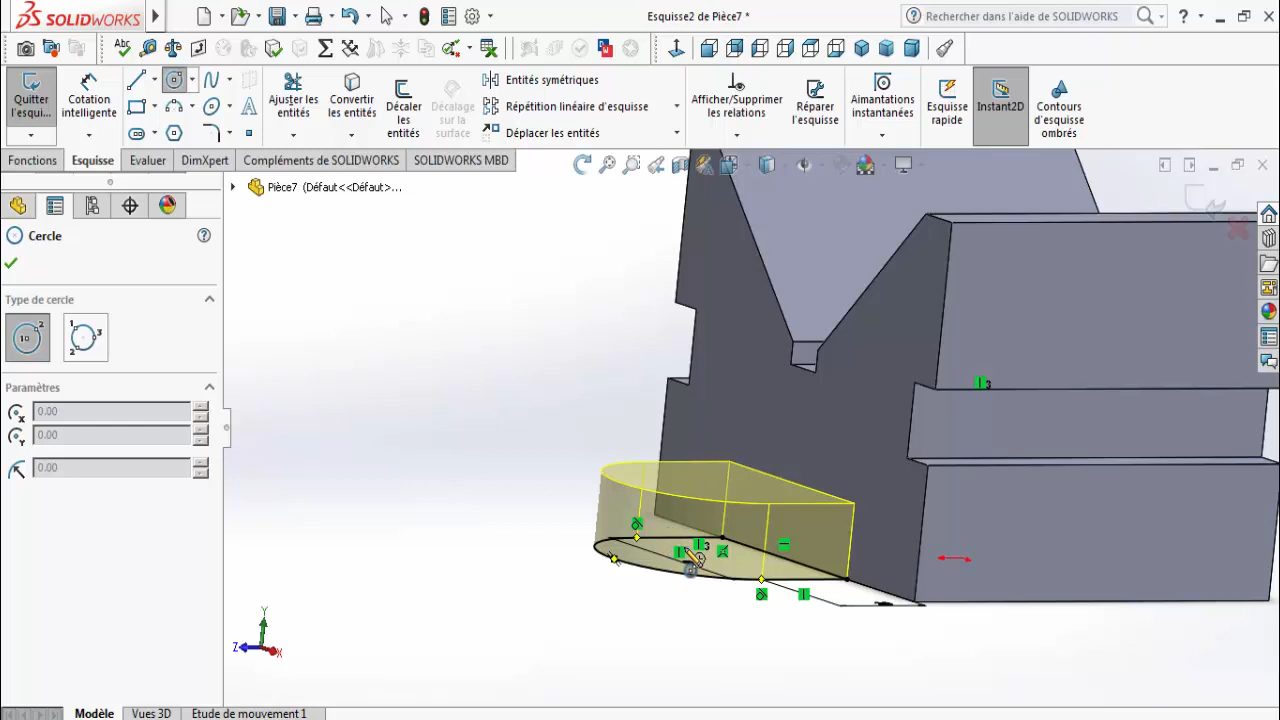 SOLIDWORKS
Esquisse2 de Pièce7 *
Rechercher dans l'aide de SOLIDWORKS
?
Quitter l'esqui...
Cotation intelligente
Ajuster les entités
Convertir les entités
Décaler les entités
Décalage sur la surface
Entités symétriques
Répétition linéaire d'esquisse
Déplacer les entités
Afficher/Supprimer les relations
Réparer l'esquisse
Aimantations instantanées
Esquisse rapide
Instant2D
Contours d'esquisse ombrés
Fonctions
Esquisse
Evaluer
DimXpert
Compléments de SOLIDWORKS
SOLIDWORKS MBD
Pièce7 (Défaut<<Défaut>...
Cercle
Type de cercle
Paramètres
0.00
0.00
0.00
Y
Z
X
Modèle
Vues 3D
Etude de mouvement 1